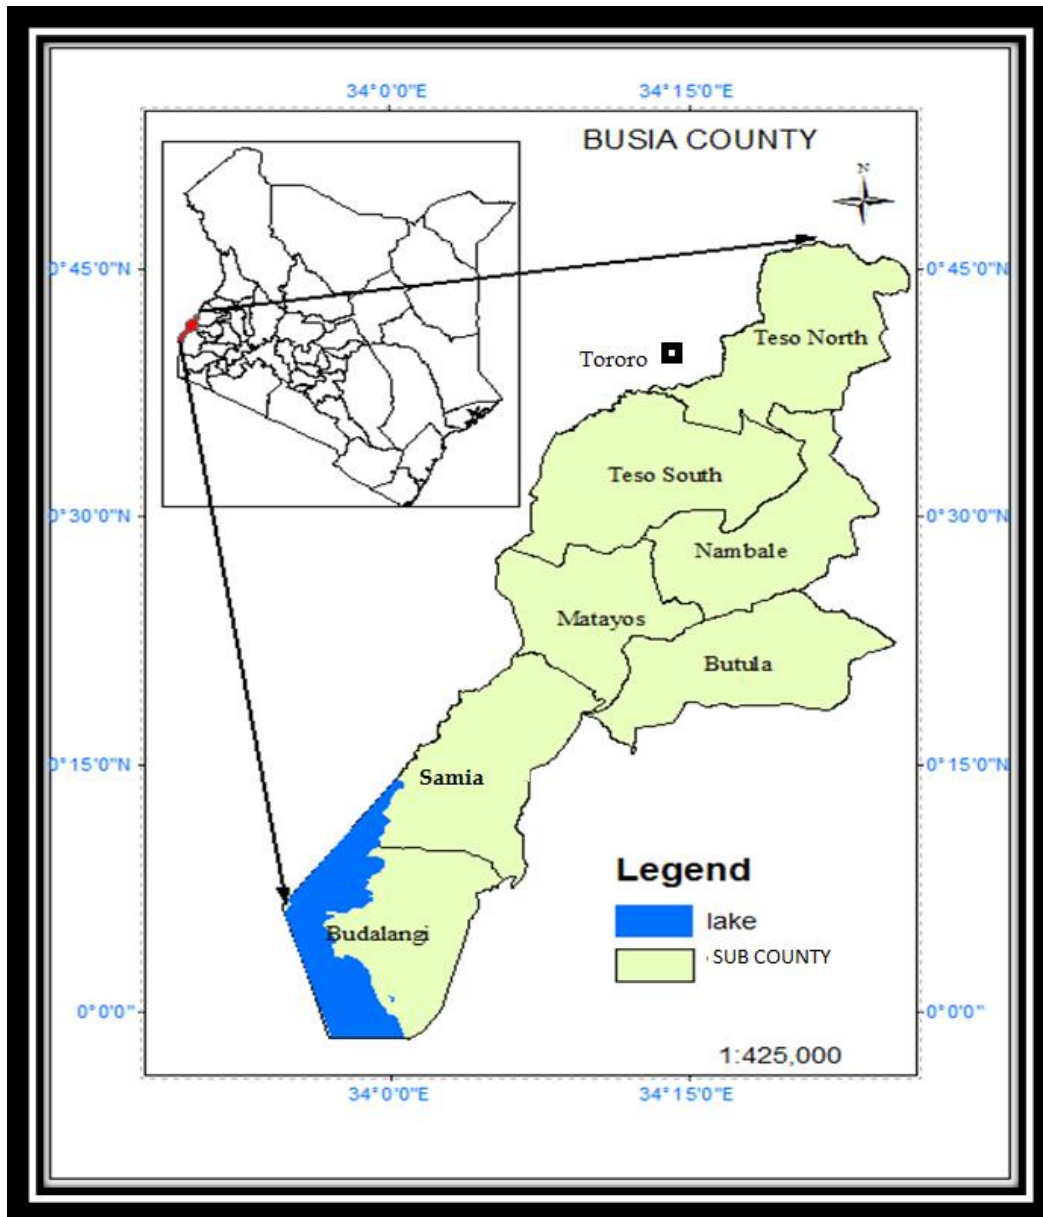 34°0'0"E 34°15'0"E
BUSIA COUNTY
N
0°45'0"N 0°45'0"N
Teso North
Tororo
Teso South
0°30'0"N 0°30'0"N
Nambale
Matayos
Butula
0°15'0"N 0°15'0"N
Samia
Legend
lake
Budalangi
SUB COUNTY
0°0'0" 0°0'0"
1:425,000
34°0'0"E 34°15'0"E